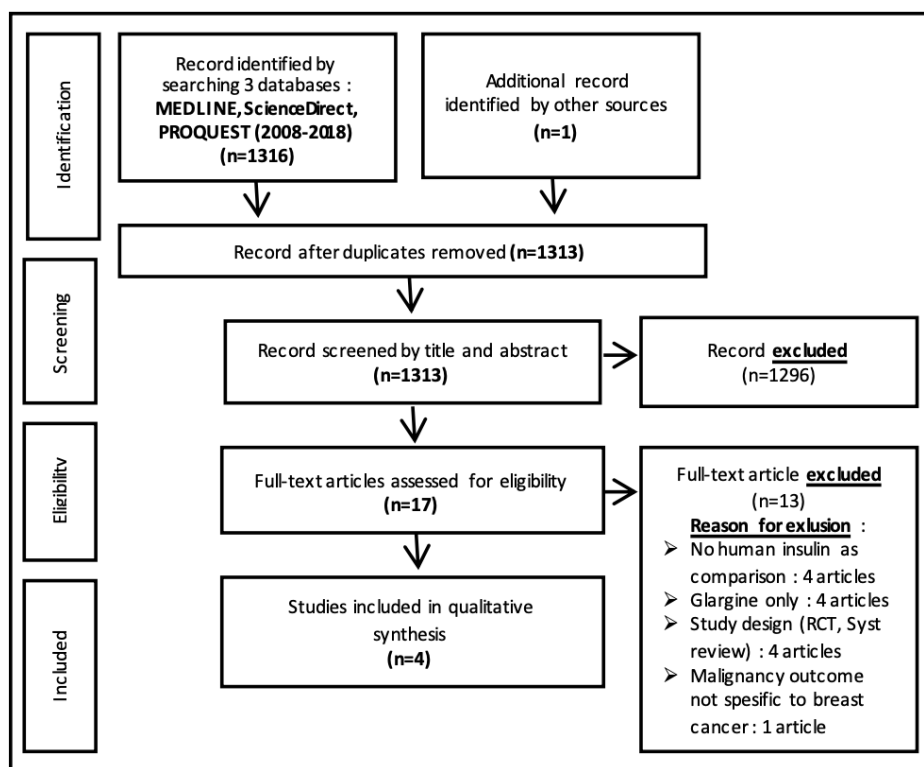 Identification
Record identified by
searching 3 databases :
MEDLINE, ScienceDirect,
PROQUEST (2008-2018)
(n=1316)
Additional record
identified by other sources
(n=1)
Record after duplicates removed (n=1313)
Screening
Record screened by title and abstract
(n=1313)
Record excluded
(n=1296)
Eligibility
Full-text articles assessed for eligibility
(n=17)
Full-text article excluded
(n=13)
Reason for exlusion :
➢ No human insulin as
comparison : 4 articles
➢ Glargine only : 4 articles
➢ Study design (RCT, Syst
review) : 4 articles
➢ Malignancy outcome
not spesific to breast
cancer : 1 article
Included
Studies included in qualitative
synthesis
(n=4)